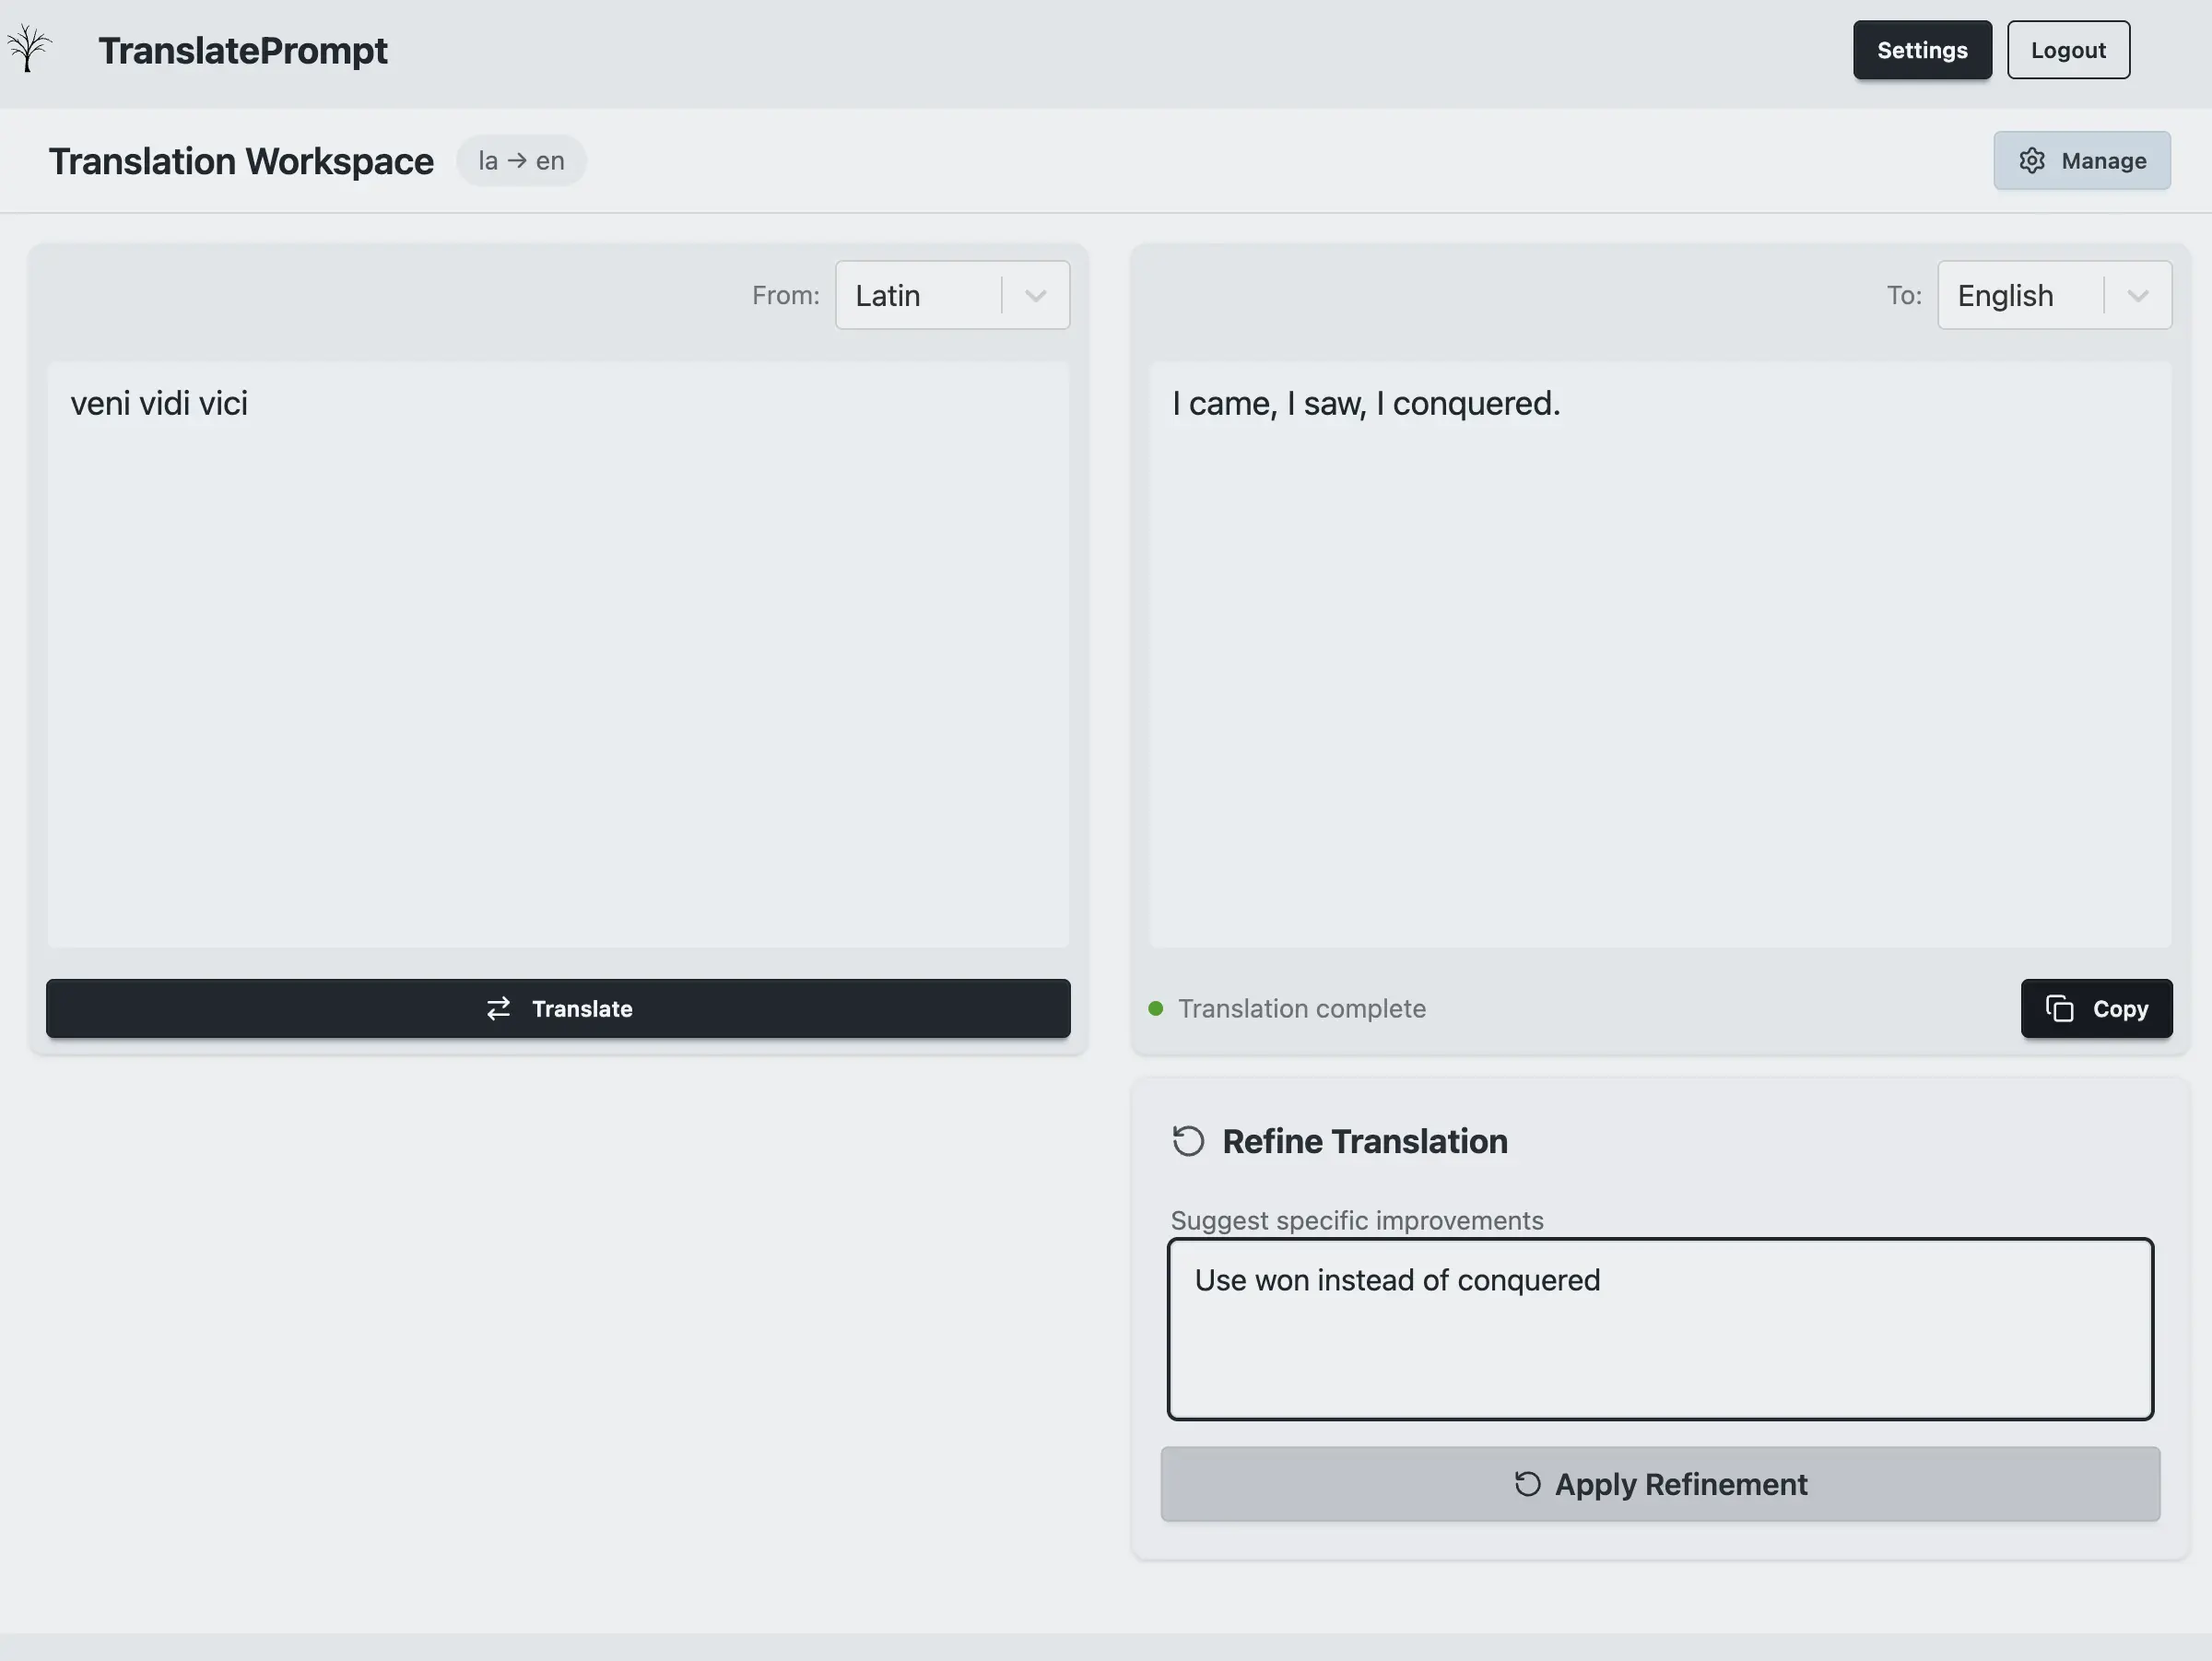 TranslatePrompt
Settings
Logout
Translation Workspace
la → en
Manage
From:
Latin
veni vidi vici
Translate
To:
English
I came, I saw, I conquered.
Translation complete
Copy
Refine Translation
Suggest specific improvements
Use won instead of conquered
Apply Refinement